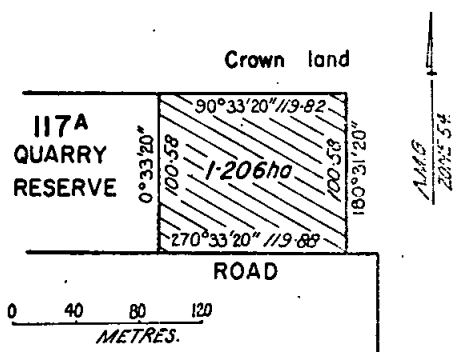 Crown land
90°33'20" 119·82
117A
QUARRY
RESERVE
0°33'20"
100·58
1·206ha
100·58
180°31'20"
A.M.G
ZONE 54
270°33'20" 119·88
ROAD
0 40 80 120
METRES.